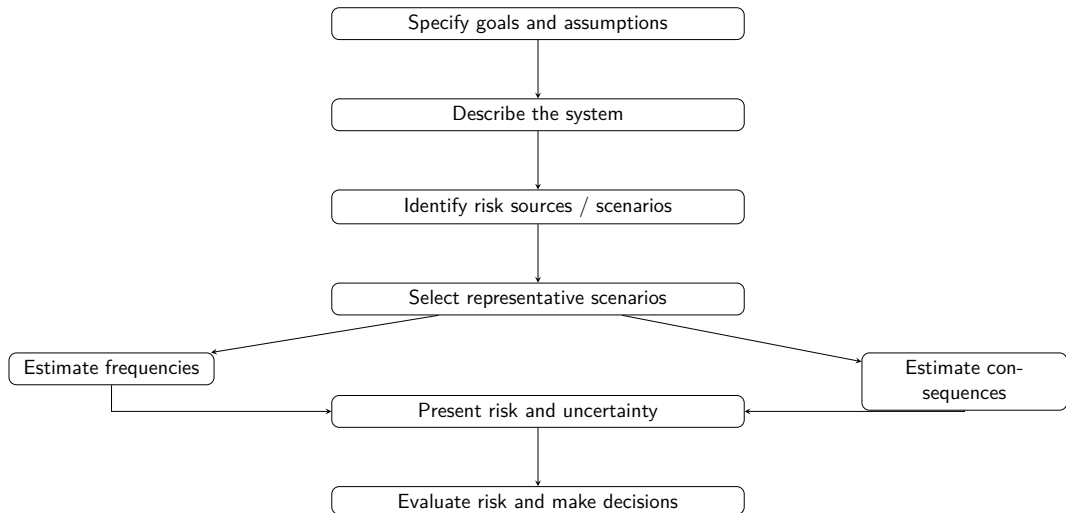 Specify goals and assumptions
Describe the system
Identify risk sources / scenarios
Select representative scenarios
Estimate frequencies
Estimate con-
sequences
Present risk and uncertainty
Evaluate risk and make decisions